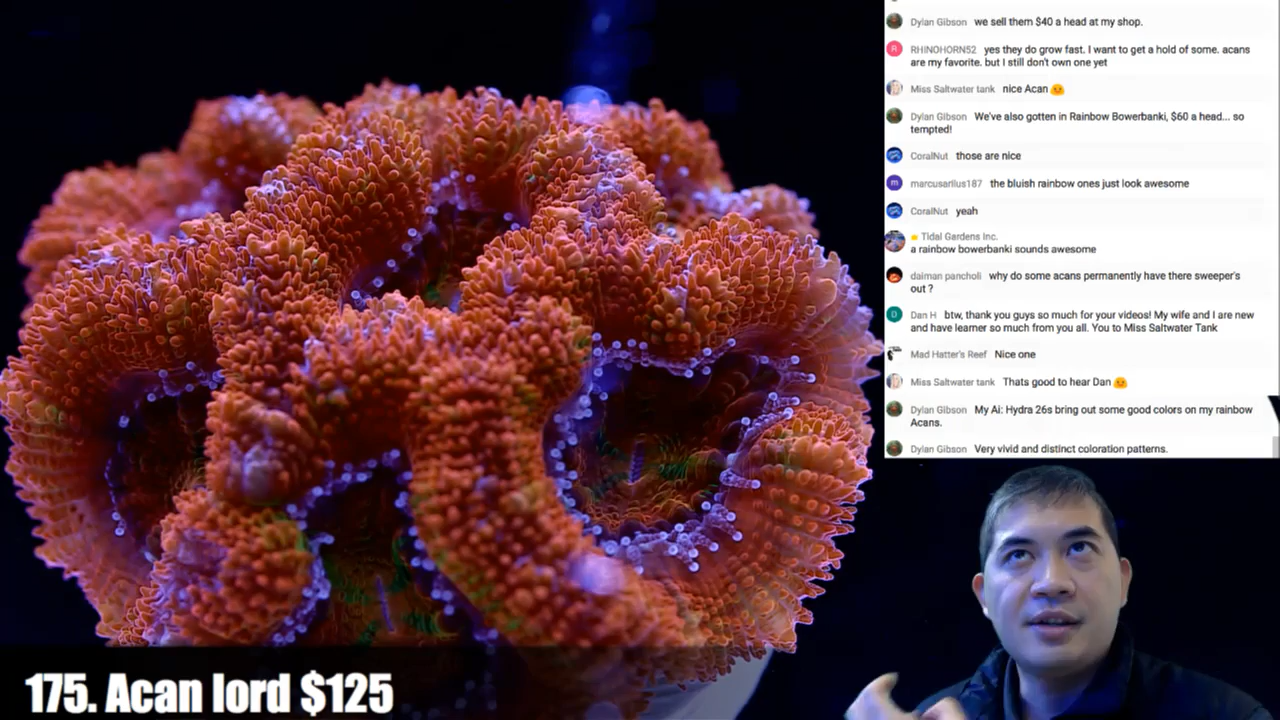 Dylan Gibson we sell them $40 a head at my shop.
R RHINOHORN52 yes they do grow fast. I want to get a hold of some. acans
are my favorite. but I still don't own one yet
Miss Saltwater tank nice Acan
Dylan Gibson We've also gotten in Rainbow Bowerbanki, $60 a head... so
tempted!
CoralNut those are nice
m marcusarilus187 the bluish rainbow ones just look awesome
CoralNut yeah
Tidal Gardens Inc.
a rainbow bowerbanki sounds awesome
daiman pancholi why do some acans permanently have there sweeper's
out ?
D Dan H btw, thank you guys so much for your videos! My wife and I are new
and have learner so much from you all. You to Miss Saltwater Tank
Mad Hatter's Reef Nice one
Miss Saltwater tank Thats good to hear Dan
Dylan Gibson My Ai: Hydra 26s bring out some good colors on my rainbow
Acans.
Dylan Gibson Very vivid and distinct coloration patterns.
175. Acan lord $125